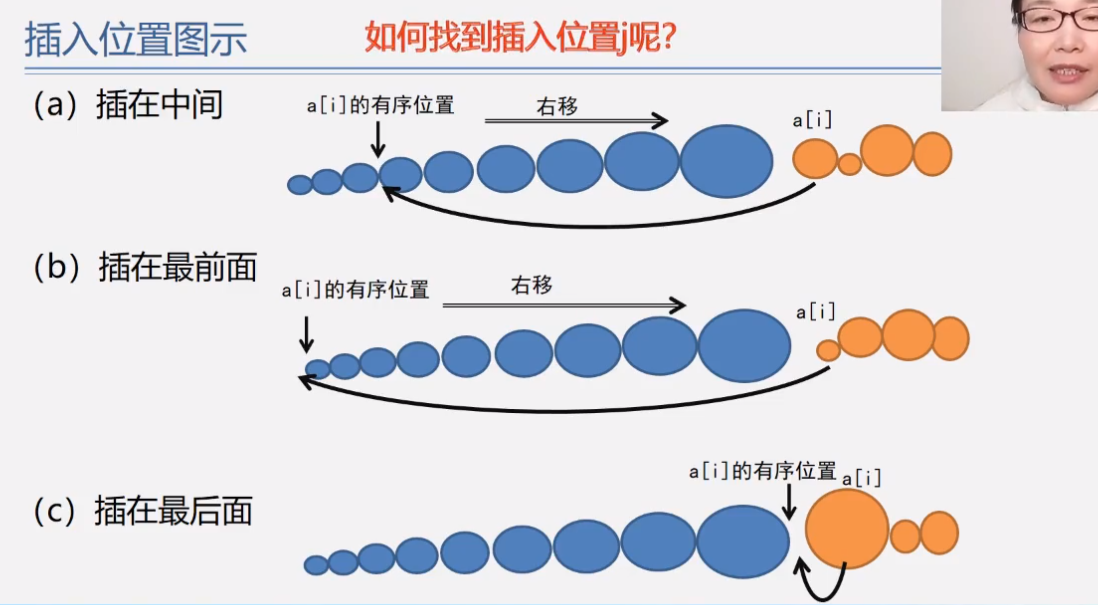 插入位置图示
如何找到插入位置j呢？
（a）插在中间
a[i]的有序位置
右移
a[i]
（b）插在最前面
a[i]的有序位置
右移
a[i]
（c）插在最后面
a[i]的有序位置
a[i]